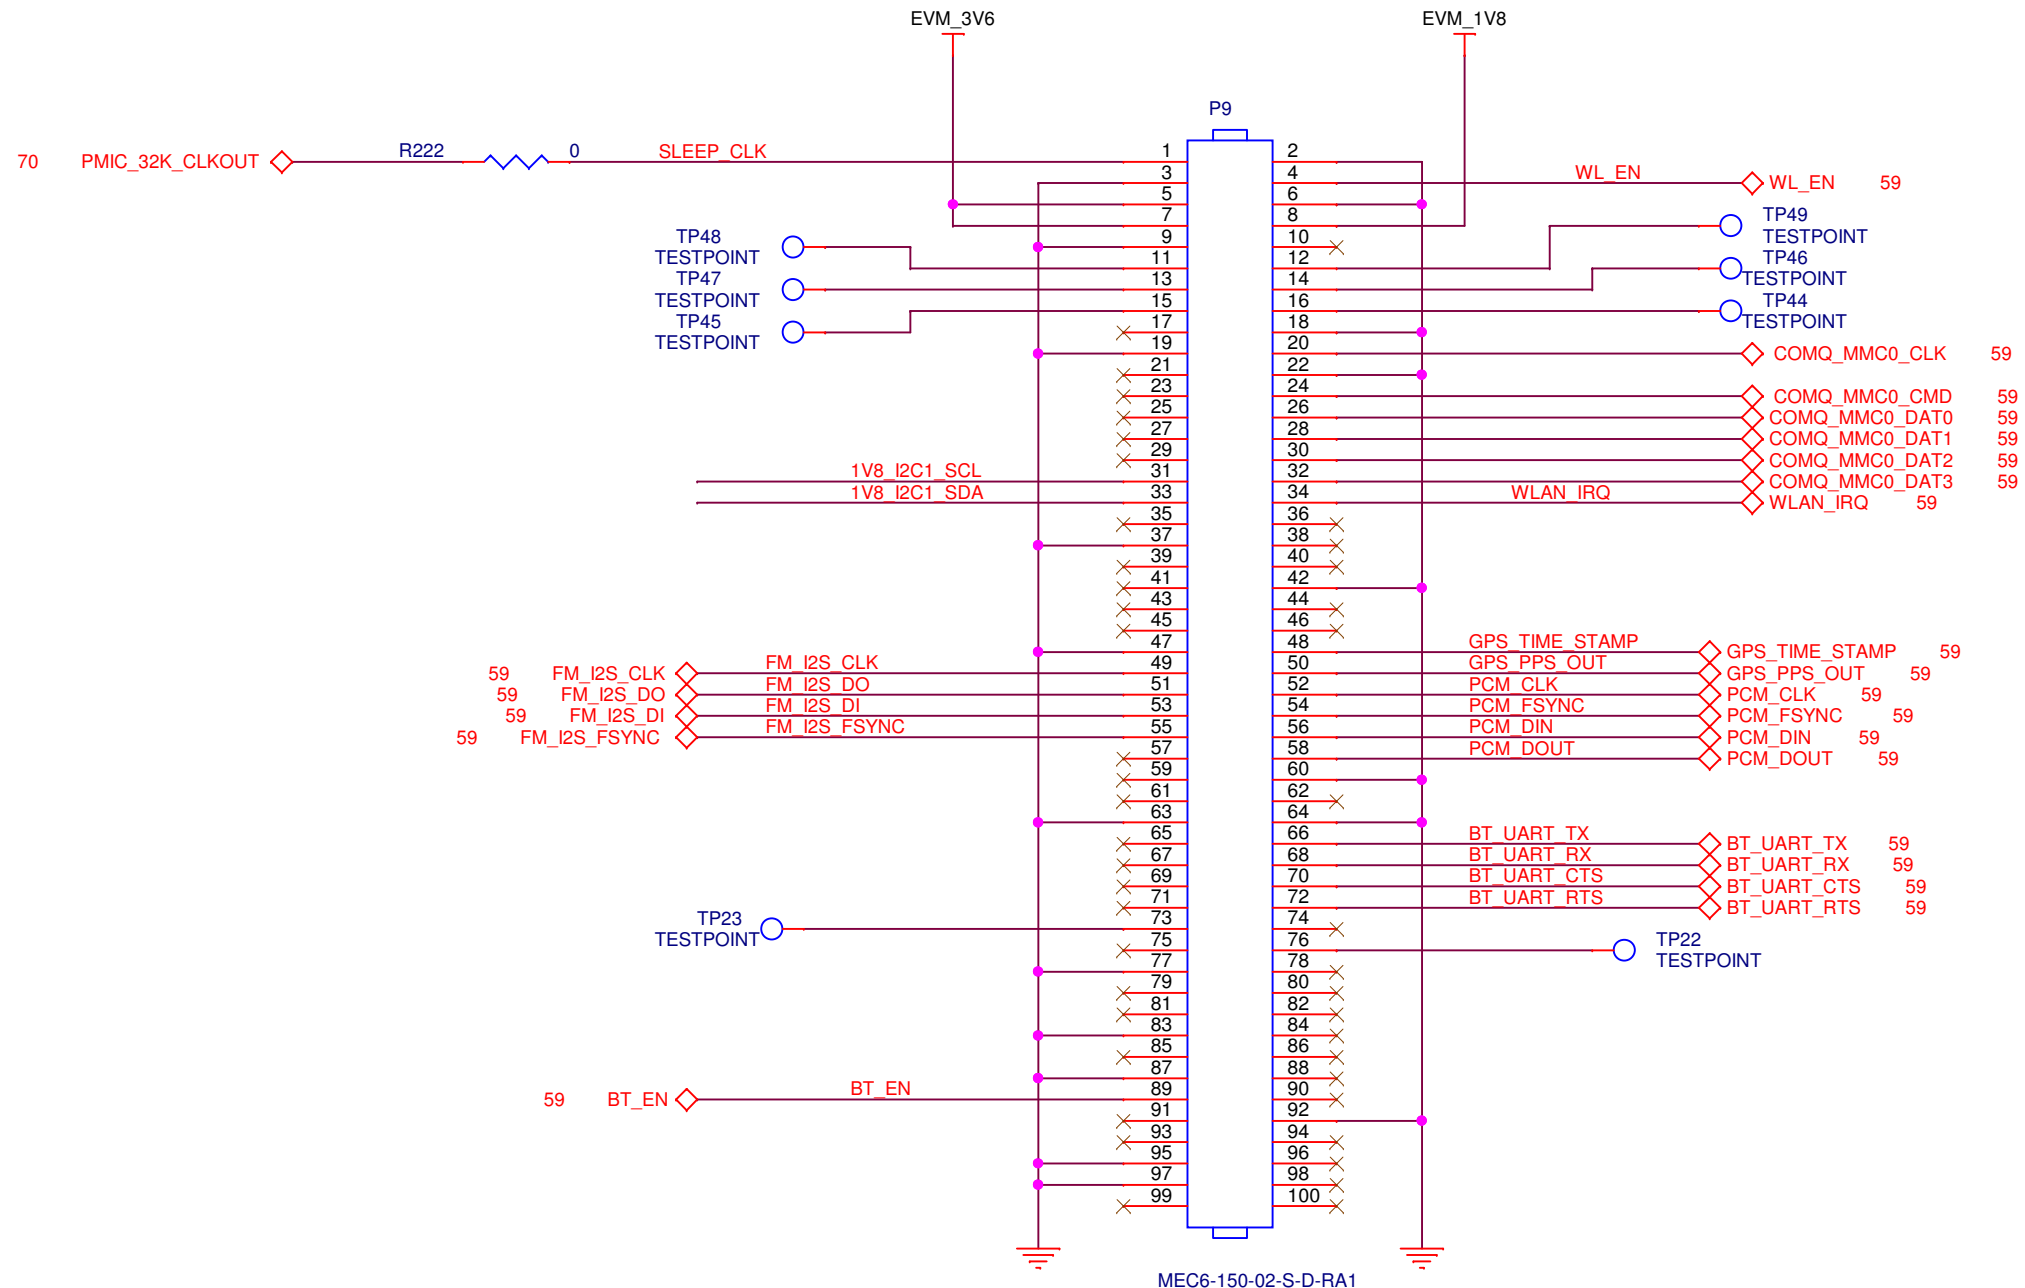 EVM_3V6 EVM_1V8
P9
70 PMIC_32K_CLKOUT R222 0 SLEEP_CLK 1 2
3 4 WL_EN WL_EN 59
5 6
7 8 TP49
TP48 9 10 TESTPOINT
TESTPOINT 11 12 TP46
TP47 13 14 TESTPOINT
TESTPOINT 15 16 TP44
TP45 17 18 TESTPOINT
TESTPOINT 19 20 COMQ_MMC0_CLK 59
21 22
23 24 COMQ_MMC0_CMD 59
25 26 COMQ_MMC0_DAT0 59
27 28 COMQ_MMC0_DAT1 59
29 30 COMQ_MMC0_DAT2 59
1V8_I2C1_SCL 31 32 COMQ_MMC0_DAT3 59
1V8_I2C1_SDA 33 34 WLAN_IRQ WLAN_IRQ 59
35 36
37 38
39 40
41 42
43 44
45 46
47 48 GPS_TIME_STAMP GPS_TIME_STAMP 59
59 FM_I2S_CLK FM_I2S_CLK 49 50 GPS_PPS_OUT GPS_PPS_OUT 59
59 FM_I2S_DO FM_I2S_DO 51 52 PCM_CLK PCM_CLK 59
59 FM_I2S_DI FM_I2S_DI 53 54 PCM_FSYNC PCM_FSYNC 59
59 FM_I2S_FSYNC FM_I2S_FSYNC 55 56 PCM_DIN PCM_DIN 59
57 58 PCM_DOUT PCM_DOUT 59
59 60
61 62
63 64
65 66 BT_UART_TX BT_UART_TX 59
67 68 BT_UART_RX BT_UART_RX 59
69 70 BT_UART_CTS BT_UART_CTS 59
71 72 BT_UART_RTS BT_UART_RTS 59
TP23 73 74
TESTPOINT 75 76 TP22
77 78 TESTPOINT
79 80
81 82
83 84
85 86
87 88
59 BT_EN BT_EN 89 90
91 92
93 94
95 96
97 98
99 100
MEC6-150-02-S-D-RA1